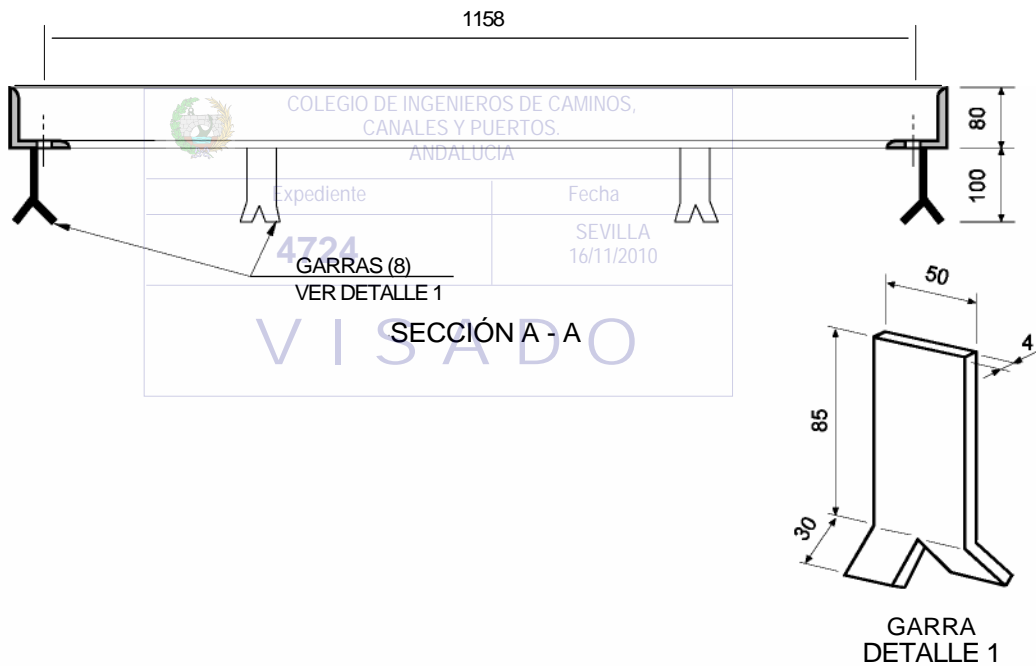 1158
COLEGIO DE INGENIEROS DE CAMINOS,
CANALES Y PUERTOS.
ANDALUCIA
80
100
Expediente
Fecha
4724
SEVILLA
16/11/2010
GARRAS (8)
VER DETALLE 1
VISADO
SECCIÓN A - A
50
4
85
30
GARRA
DETALLE 1